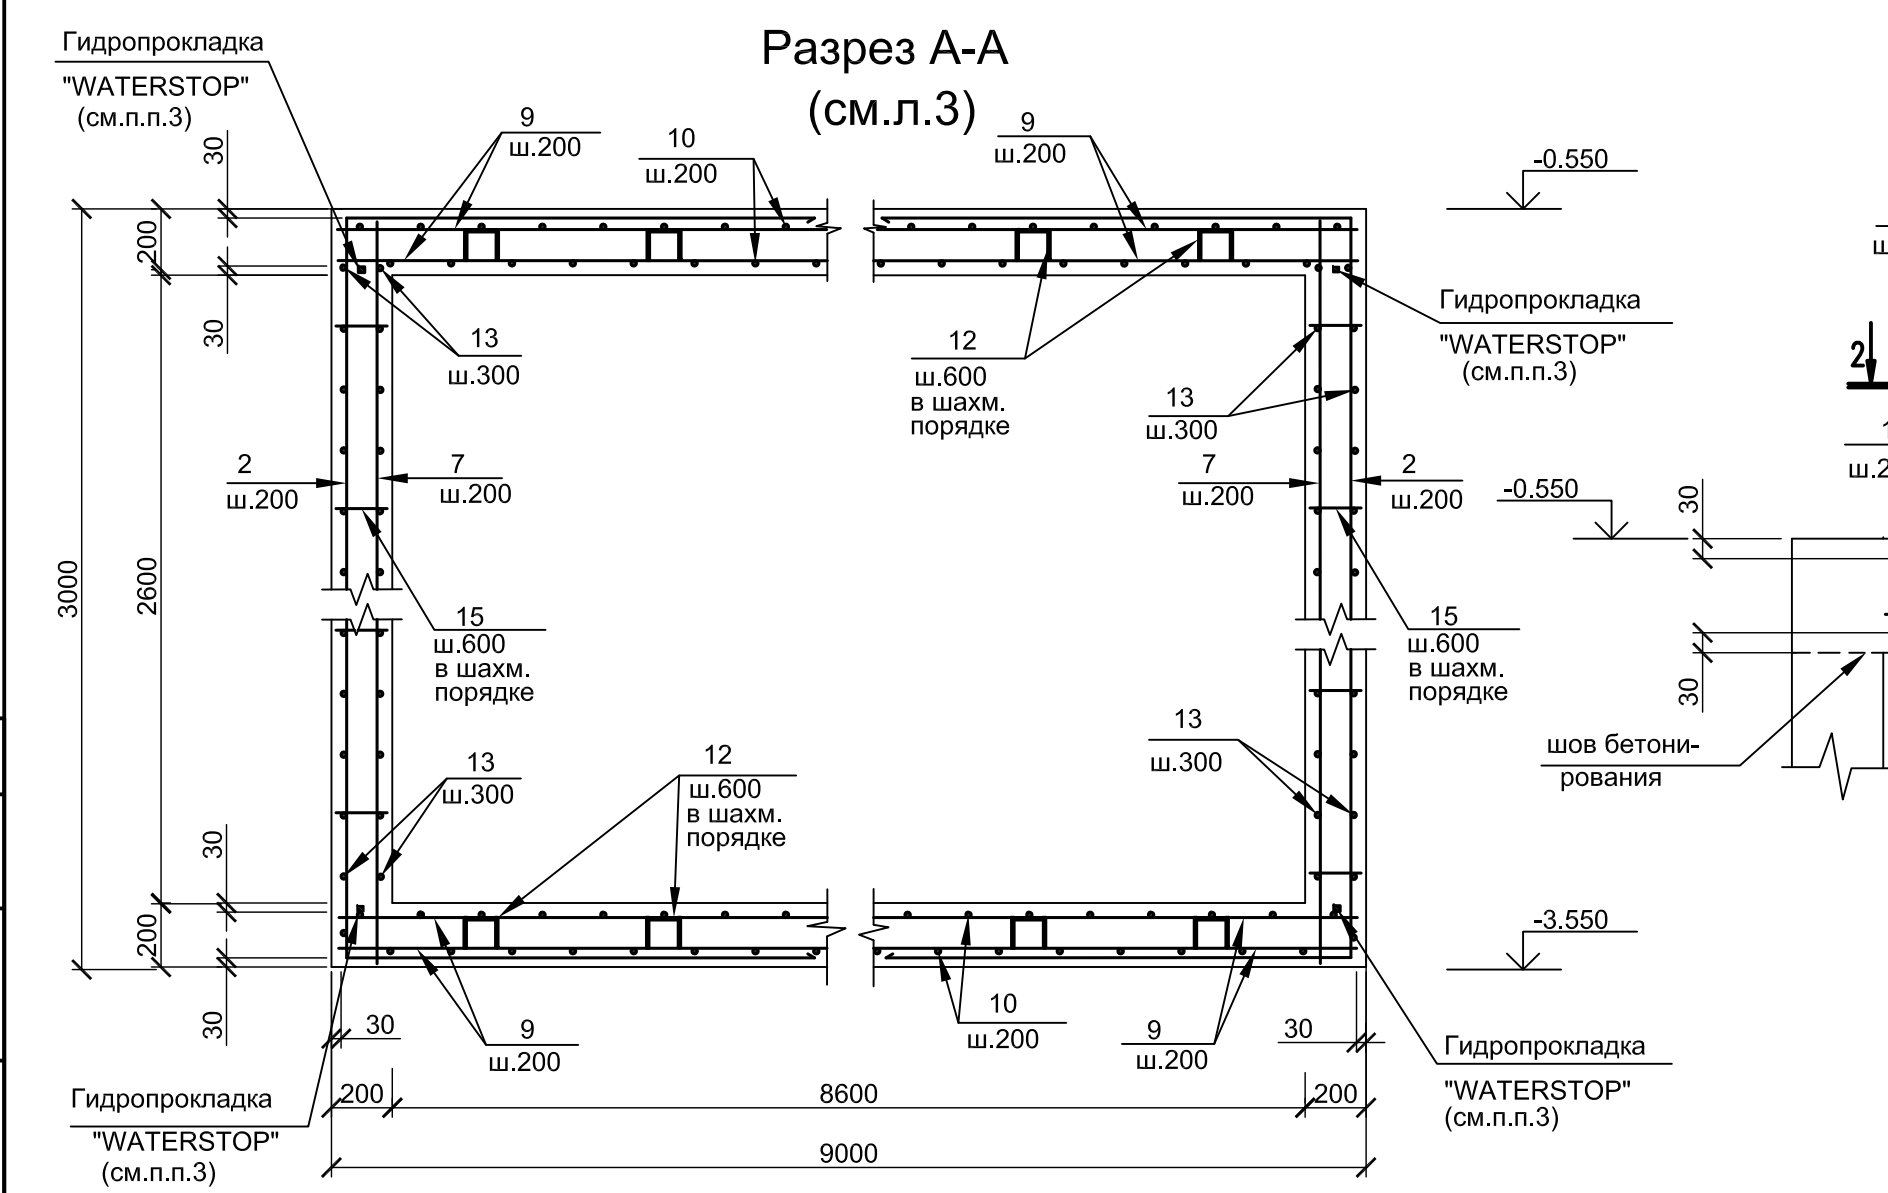 Разрез А-А
(см.л.3)
Гидропрокладка
"WATERSTOP"
(см.п.п.3)
9
ш.200
10
ш.200
9
ш.200
-0.550
30
200
30
3000
2600
13
ш.300
12
ш.600
в шахм.
порядке
13
ш.300
Гидропрокладка
"WATERSTOP"
(см.п.п.3)
2
2
ш.200
7
ш.200
7
ш.200
2
ш.200
-0.550
30
15
ш.600
в шахм.
порядке
15
ш.600
в шахм.
порядке
30
шов бетони-
рования
13
ш.300
12
ш.600
в шахм.
порядке
13
ш.300
30
200
30
-3.550
30
9
ш.200
10
ш.200
9
ш.200
30
Гидропрокладка
"WATERSTOP"
(см.п.п.3)
Гидропрокладка
"WATERSTOP"
(см.п.п.3)
200
8600
200
9000